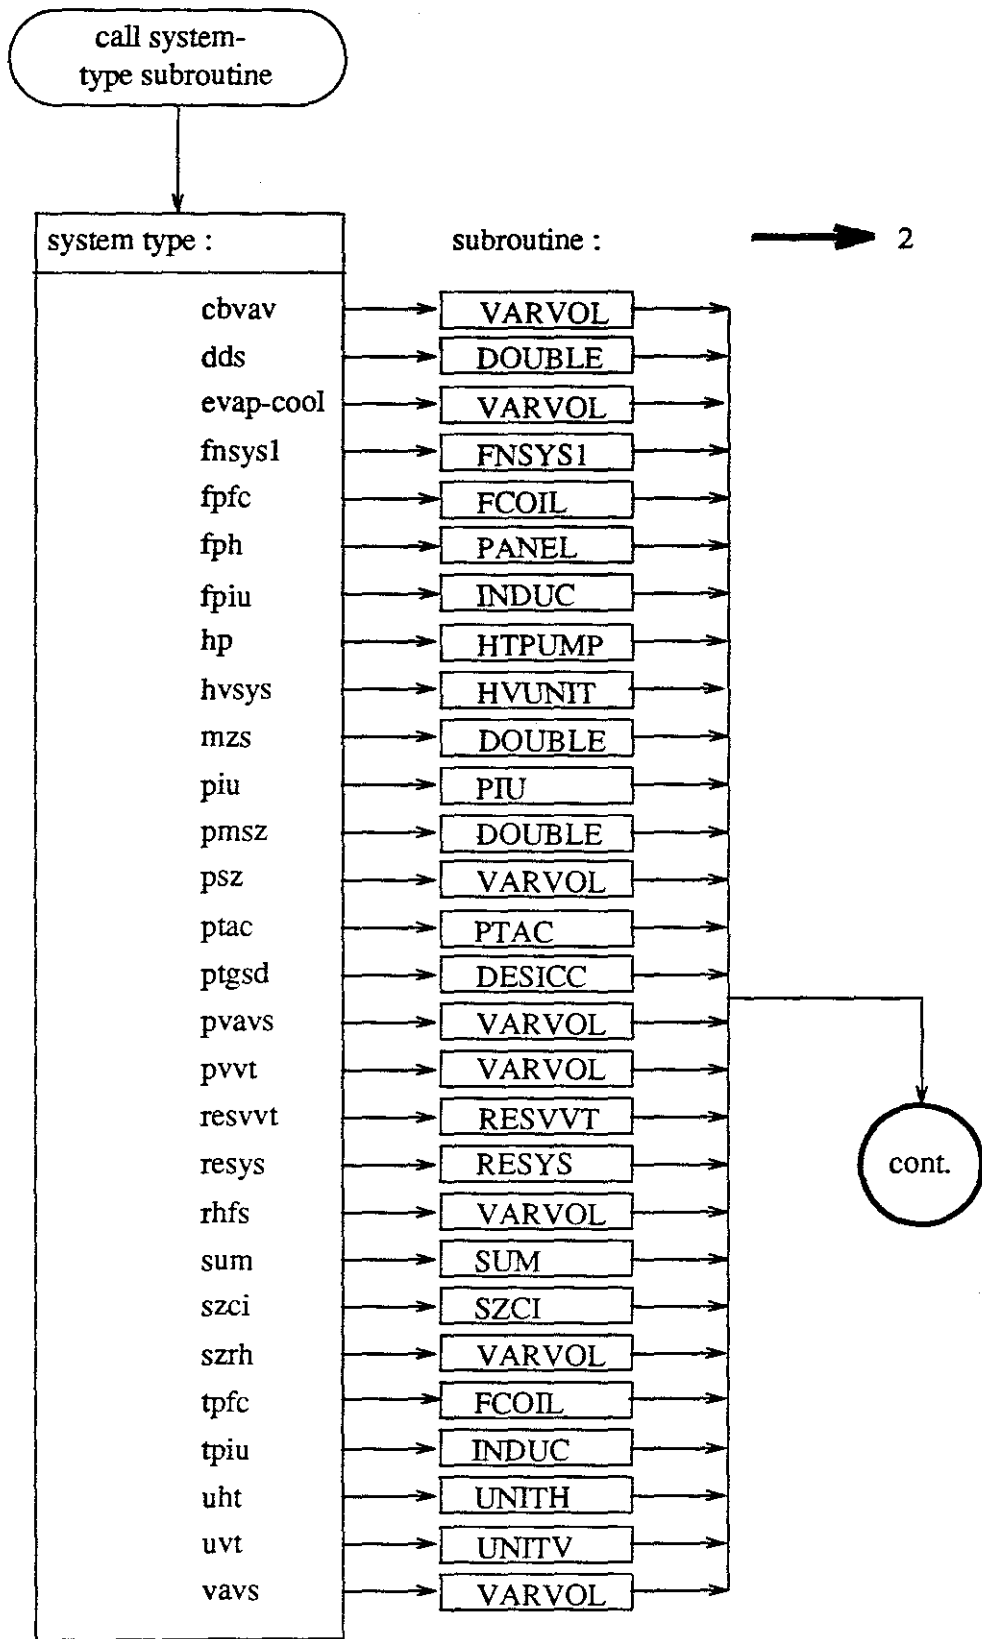 call system-
type subroutine
system type : subroutine : 2
cbvav VARVOL
dds DOUBLE
evap-cool VARVOL
fnsys1 FNSYS1
fpfc FCOIL
fph PANEL
fpiu INDUC
hp HTPUMP
hvsys HVUNIT
mzs DOUBLE
piu PIU
pmsz DOUBLE
psz VARVOL
ptac PTAC
ptgsd DESICC
pvavs VARVOL
pvvt VARVOL
resvvt RESVVT
resys RESYS
cont.
rhfs VARVOL
sum SUM
szci SZCI
szrh VARVOL
tpfc FCOIL
tpiu INDUC
uht UNITH
uvt UNITV
vavs VARVOL